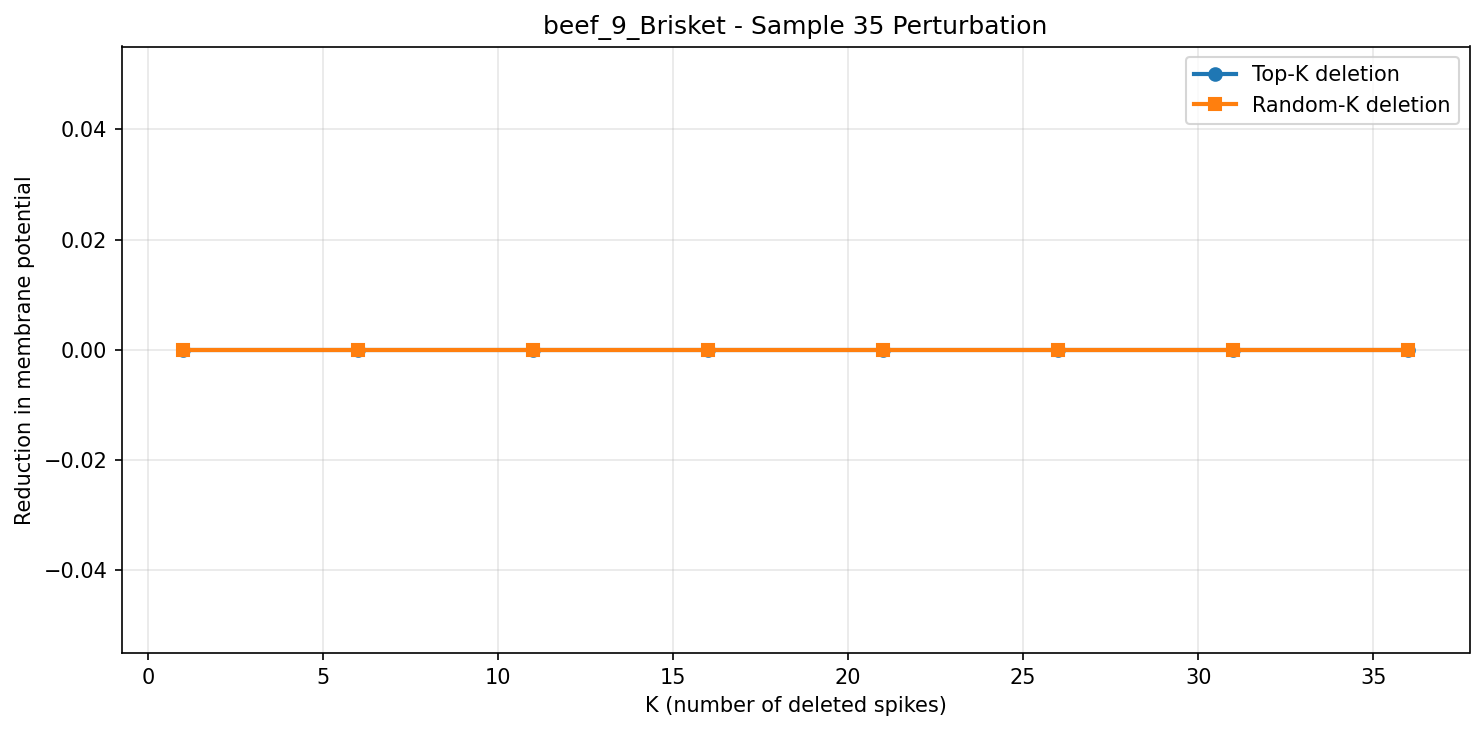 beef_9_Brisket - Sample 35 Perturbation
Top-K deletion
Random-K deletion
Reduction in membrane potential
0.04
0.02
0.00
−0.02
−0.04
0 5 10 15 20 25 30 35
K (number of deleted spikes)